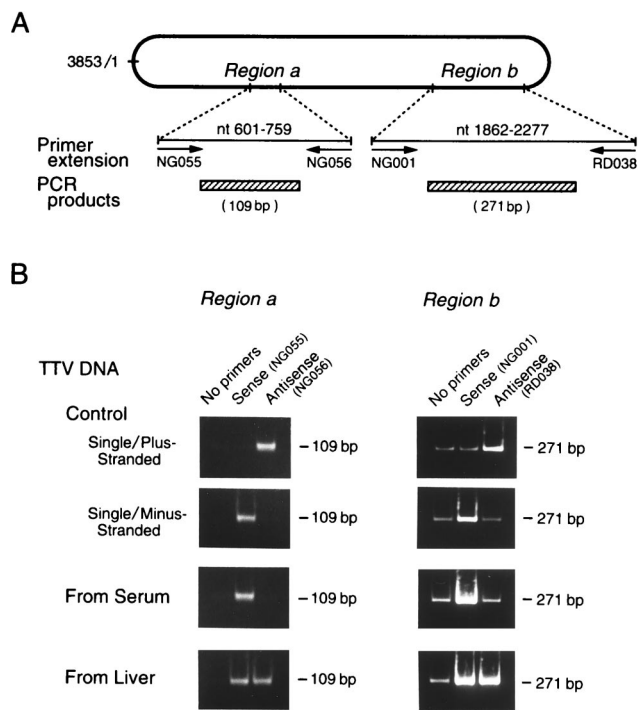 A
3853/1
Region a
Region b
nt 601-759
nt 1862-2277
Primer
extension
NG055
NG056
NG001
RD038
PCR
products
(109 bp)
(271 bp)
B
Region a
Region b
TTV DNA
No primers
Sense (NG055)
Antisense
(NG056)
No primers
Sense (NG001)
Antisense
(RD038)
Control
Single/Plus-
Stranded
– 109 bp
– 271 bp
Single/Minus-
Stranded
– 109 bp
– 271 bp
From Serum
– 109 bp
– 271 bp
From Liver
– 109 bp
– 271 bp